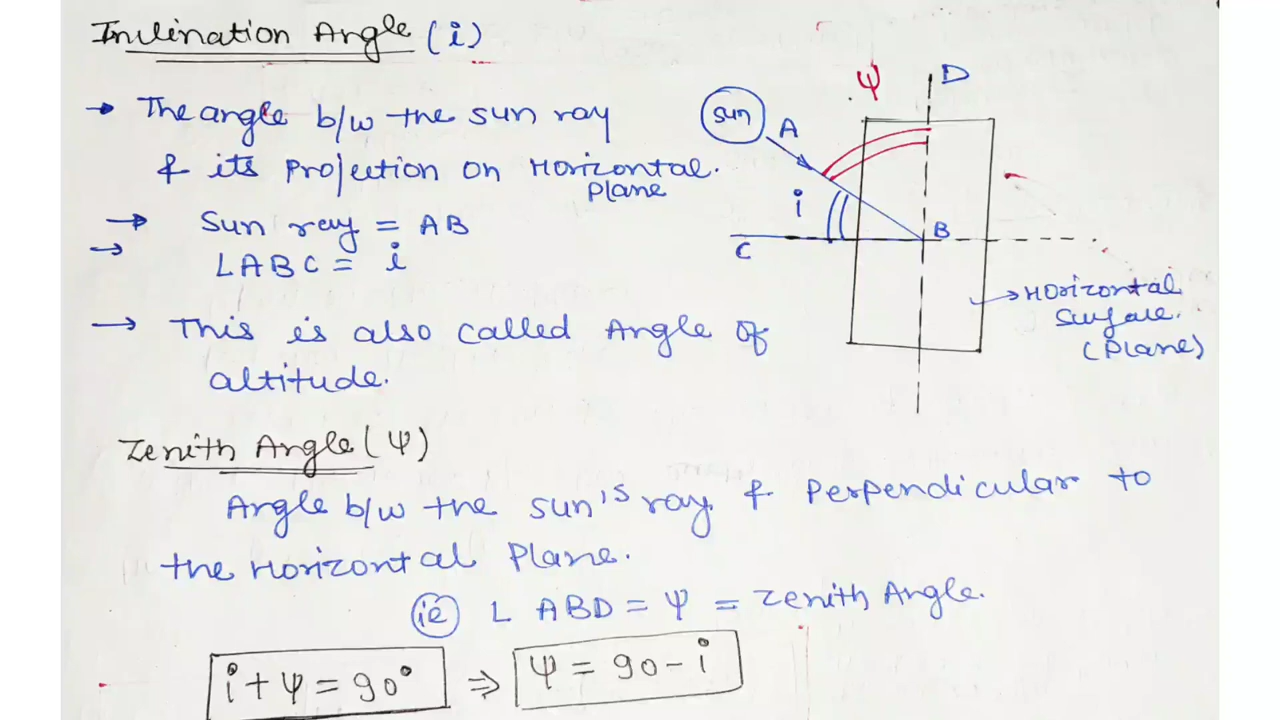 Inclination Angle (i)
→ The angle b/w the sun ray
& its Projection on Horizontal.
Plane
→ Sun ray = AB
→ LABC = i
→ This is also called Angle of
altitude.
Ψ
D
sun
A
i
B
C
→ Horizontal
Surface.
(Plane)
Zenith Angle (Ψ)
Angle b/w the sun's ray & Perpendicular to
the Horizontal Plane.
(ie) L ABD = Ψ = Zenith Angle.
i + Ψ = 90° ⇒ Ψ = 90 - i